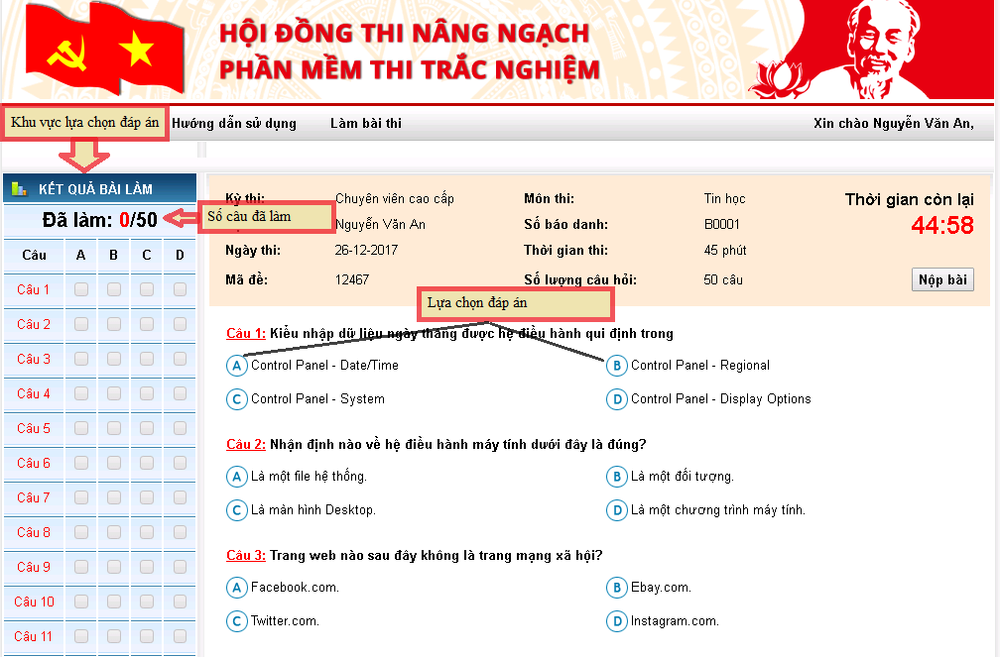 HỘI ĐỒNG THI NÂNG NGẠCH
PHẦN MỀM THI TRẮC NGHIỆM
Khu vực lựa chọn đáp án
Hướng dẫn sử dụng
Làm bài thi
Xin chào Nguyễn Văn An,
KẾT QUẢ BÀI LÀM
Đã làm: 0/50
Số câu đã làm
Câu A B C D
Câu 1
Câu 2
Câu 3
Câu 4
Câu 5
Câu 6
Câu 7
Câu 8
Câu 9
Câu 10
Câu 11
Kỳ thi: Chuyên viên cao cấp Môn thi: Tin học
Nguyễn Văn An Số báo danh: B0001
Ngày thi: 26-12-2017 Thời gian thi: 45 phút
Mã đề: 12467 Số lượng câu hỏi: 50 câu
Thời gian còn lại
44:58
Nộp bài
Lựa chọn đáp án
Câu 1: Kiểu nhập dữ liệu ngày tháng được hệ điều hành qui định trong
A Control Panel - Date/Time B Control Panel - Regional
C Control Panel - System D Control Panel - Display Options
Câu 2: Nhận định nào về hệ điều hành máy tính dưới đây là đúng?
A Là một file hệ thống. B Là một đối tượng.
C Là màn hình Desktop. D Là một chương trình máy tính.
Câu 3: Trang web nào sau đây không là trang mạng xã hội?
A Facebook.com. B Ebay.com.
C Twitter.com. D Instagram.com.